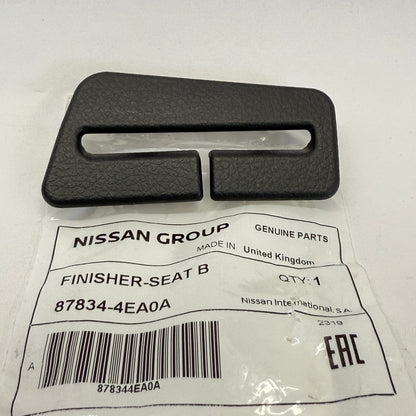 NISSAN GROUP GENUINE PARTS
MADE IN United Kingdom
FINISHER-SEAT B QTY: 1
87834-4EA0A Nissan International, S.A.
2319
A
878344EA0A
EAC